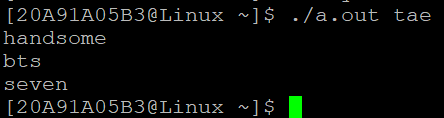 [20A91A05B3@Linux ~]$ ./a.out tae
handsome
bts
seven
[20A91A05B3@Linux ~]$